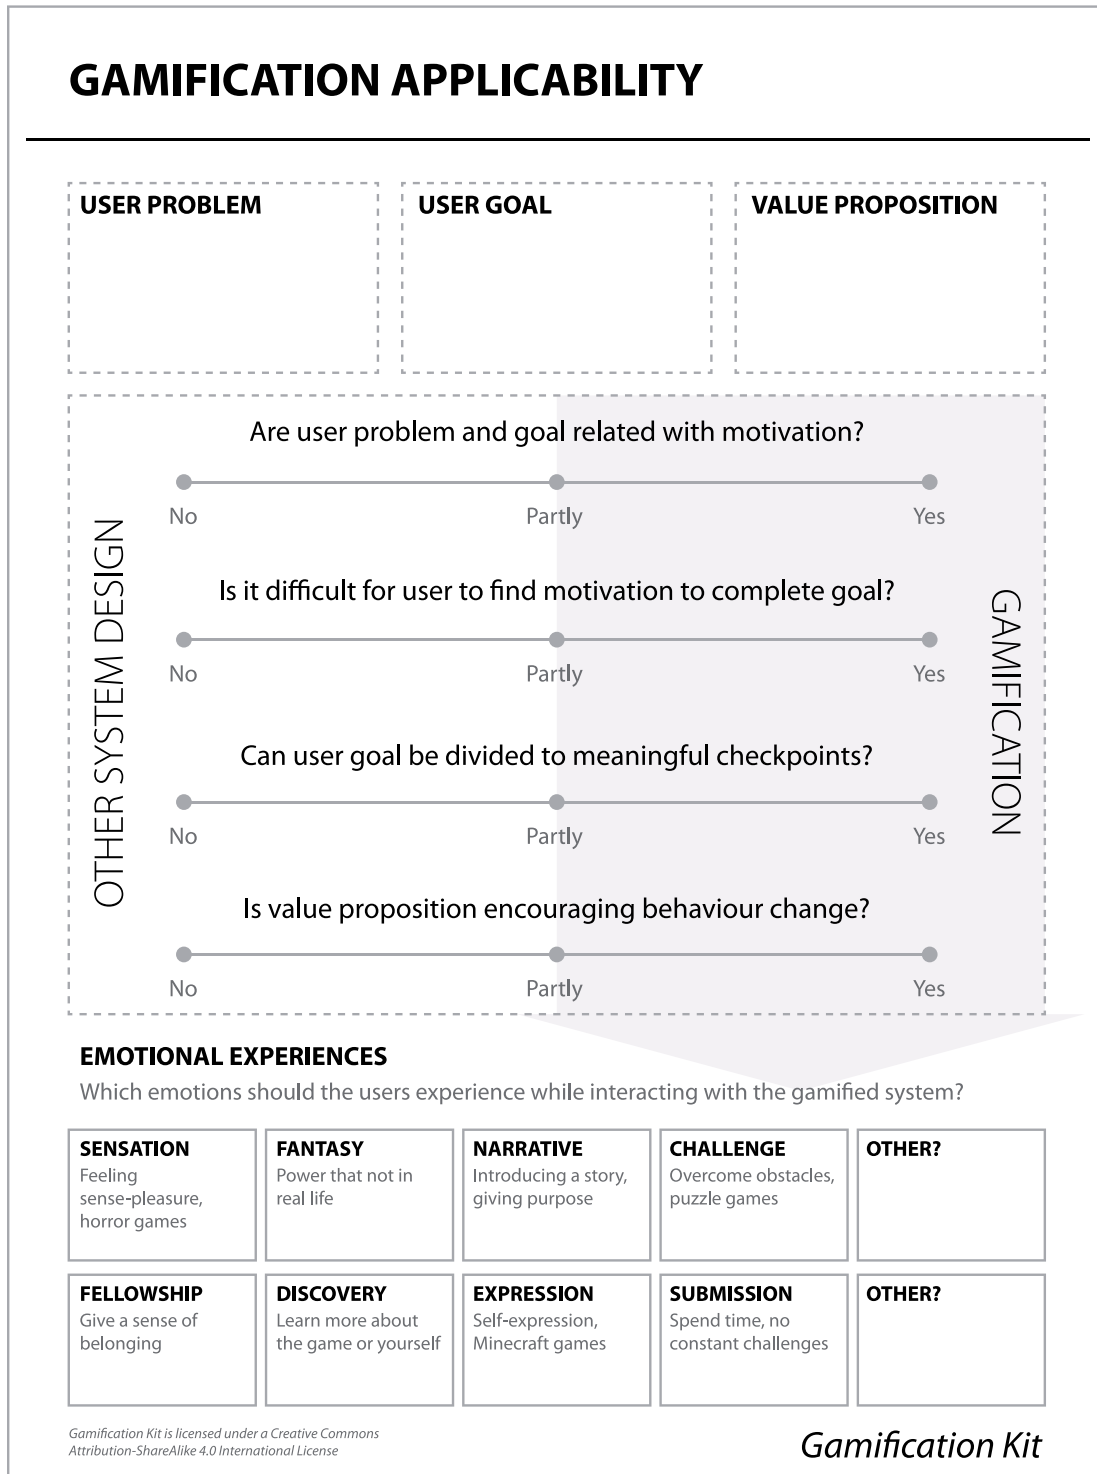 GAMIFICATION APPLICABILITY
USER PROBLEM
USER GOAL
VALUE PROPOSITION
OTHER SYSTEM DESIGN
Are user problem and goal related with motivation?
No
Partly
Yes
Is it difficult for user to find motivation to complete goal?
No
Partly
Yes
Can user goal be divided to meaningful checkpoints?
No
Partly
Yes
Is value proposition encouraging behaviour change?
No
Partly
Yes
GAMIFICATION
EMOTIONAL EXPERIENCES
Which emotions should the users experience while interacting with the gamified system?
SENSATION
Feeling
sense-pleasure,
horror games
FANTASY
Power that not in
real life
NARRATIVE
Introducing a story,
giving purpose
CHALLENGE
Overcome obstacles,
puzzle games
OTHER?
FELLOWSHIP
Give a sense of
belonging
DISCOVERY
Learn more about
the game or yourself
EXPRESSION
Self-expression,
Minecraft games
SUBMISSION
Spend time, no
constant challenges
OTHER?
Gamification Kit is licensed under a Creative Commons
Attribution-ShareAlike 4.0 International License
Gamification Kit